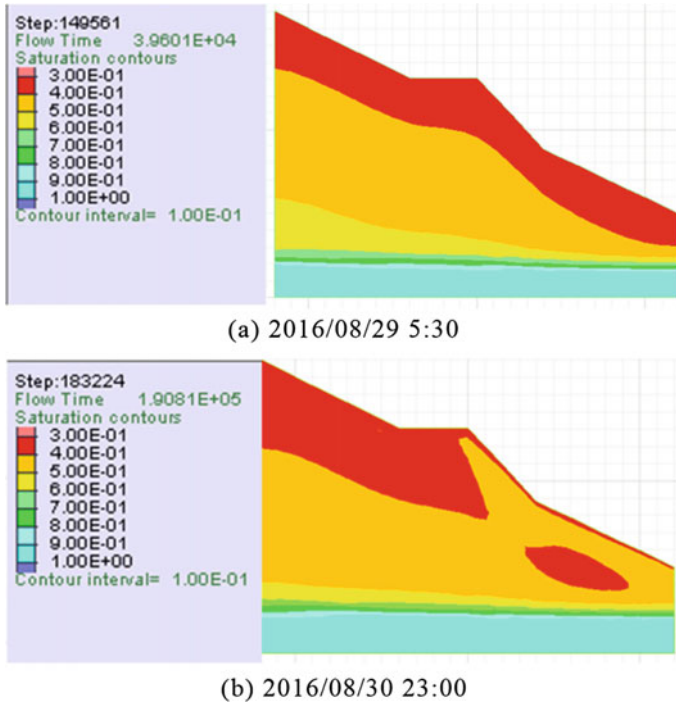 Step:149561
Flow Time 3.9601E+04
Saturation contours
3.00E-01
4.00E-01
5.00E-01
6.00E-01
7.00E-01
8.00E-01
9.00E-01
1.00E+00
Contour interval= 1.00E-01
(a) 2016/08/29 5:30
Step:183224
Flow Time 1.9081E+05
Saturation contours
3.00E-01
4.00E-01
5.00E-01
6.00E-01
7.00E-01
8.00E-01
9.00E-01
1.00E+00
Contour interval= 1.00E-01
(b) 2016/08/30 23:00